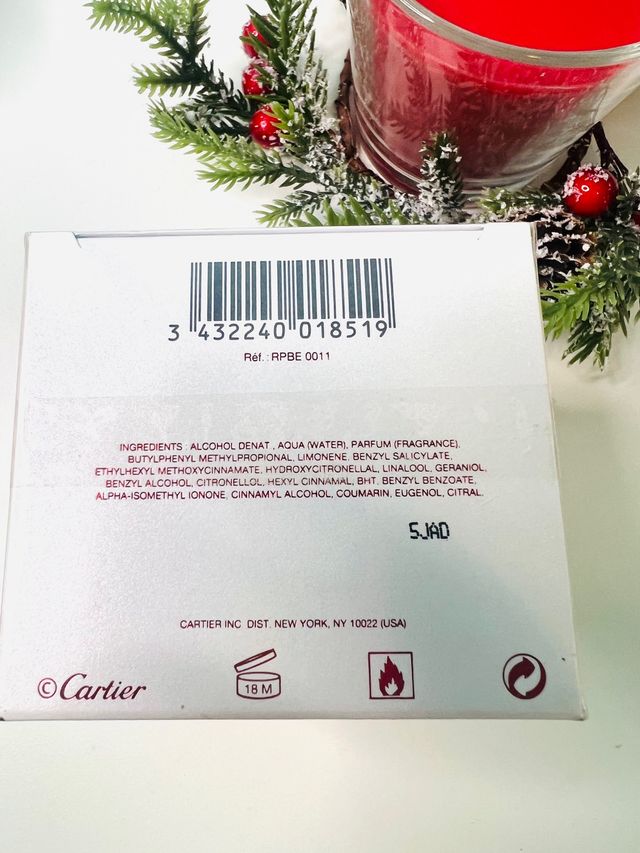 3 432240 018519
Réf. : RPBE 0011
INGREDIENTS : ALCOHOL DENAT., AQUA (WATER), PARFUM (FRAGRANCE),
BUTYLPHENYL METHYLPROPIONAL, LIMONENE, BENZYL SALICYLATE,
ETHYLHEXYL METHOXYCINNAMATE, HYDROXYCITRONELLAL, LINALOOL, GERANIOL,
BENZYL ALCOHOL, CITRONELLOL, HEXYL CINNAMAL, BHT, BENZYL BENZOATE,
ALPHA-ISOMETHYL IONONE, CINNAMYL ALCOHOL, COUMARIN, EUGENOL, CITRAL.
5JAD
CARTIER INC DIST. NEW YORK, NY 10022 (USA)
© Cartier
18 M